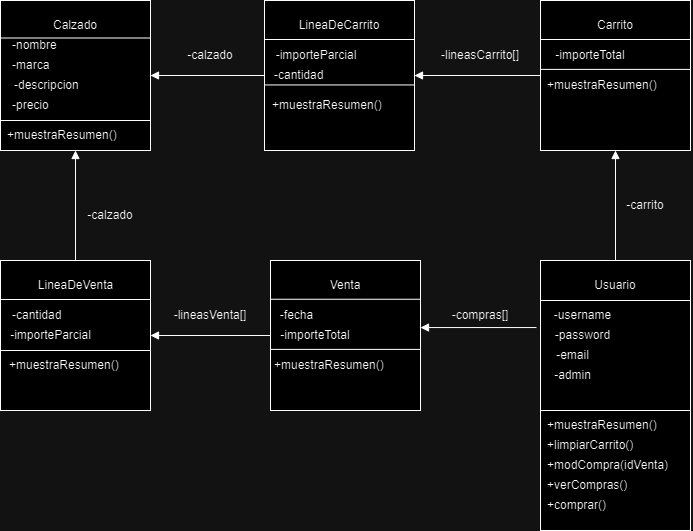 Calzado
-nombre
-marca
-descripcion
-precio
+muestraResumen()
-calzado
LineaDeCarrito
-importeParcial
-cantidad
+muestraResumen()
-lineasCarrito[]
Carrito
-importeTotal
+muestraResumen()
-calzado
-carrito
LineaDeVenta
-cantidad
-importeParcial
+muestraResumen()
-lineasVenta[]
Venta
-fecha
-importeTotal
+muestraResumen()
-compras[]
Usuario
-username
-password
-email
-admin
+muestraResumen()
+limpiarCarrito()
+modCompra(idVenta)
+verCompras()
+comprar()